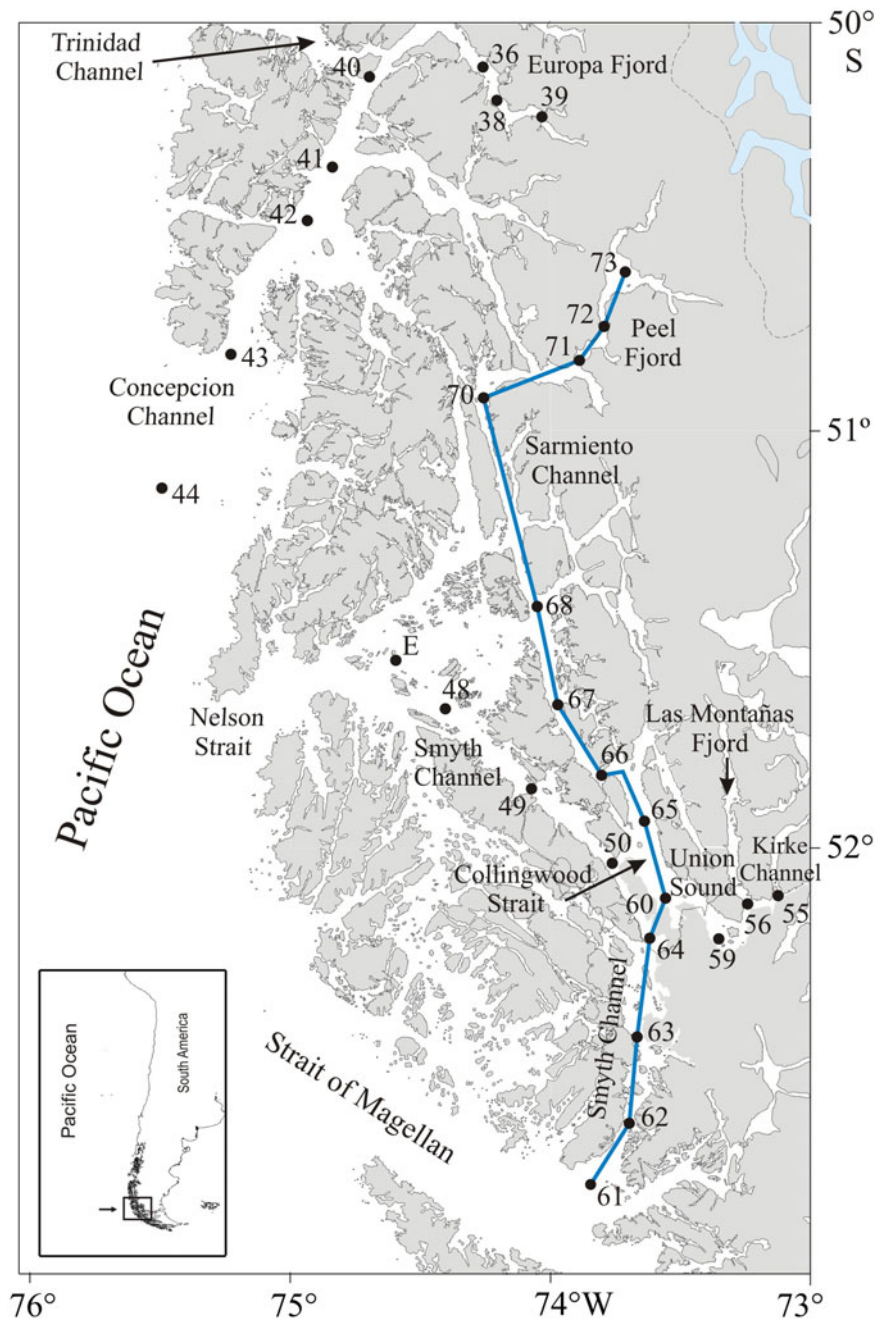 50°
S
Trinidad
Channel
40
36
Europa Fjord
39
38
41
42
73
72
Peel
Fjord
71
43
70
Concepcion
Channel
51°
Sarmiento
Channel
44
68
E
48
67
Nelson
Strait
Smyth
Channel
Las Montañas
Fjord
66
49
65
Pacific Ocean
50
52°
Kirke
Channel
Collingwood
Strait
Union
Sound
60
56
55
64
59
Smyth Channel
63
Strait of Magellan
62
61
Pacific Ocean
South America
76°
75°
74°W
73°